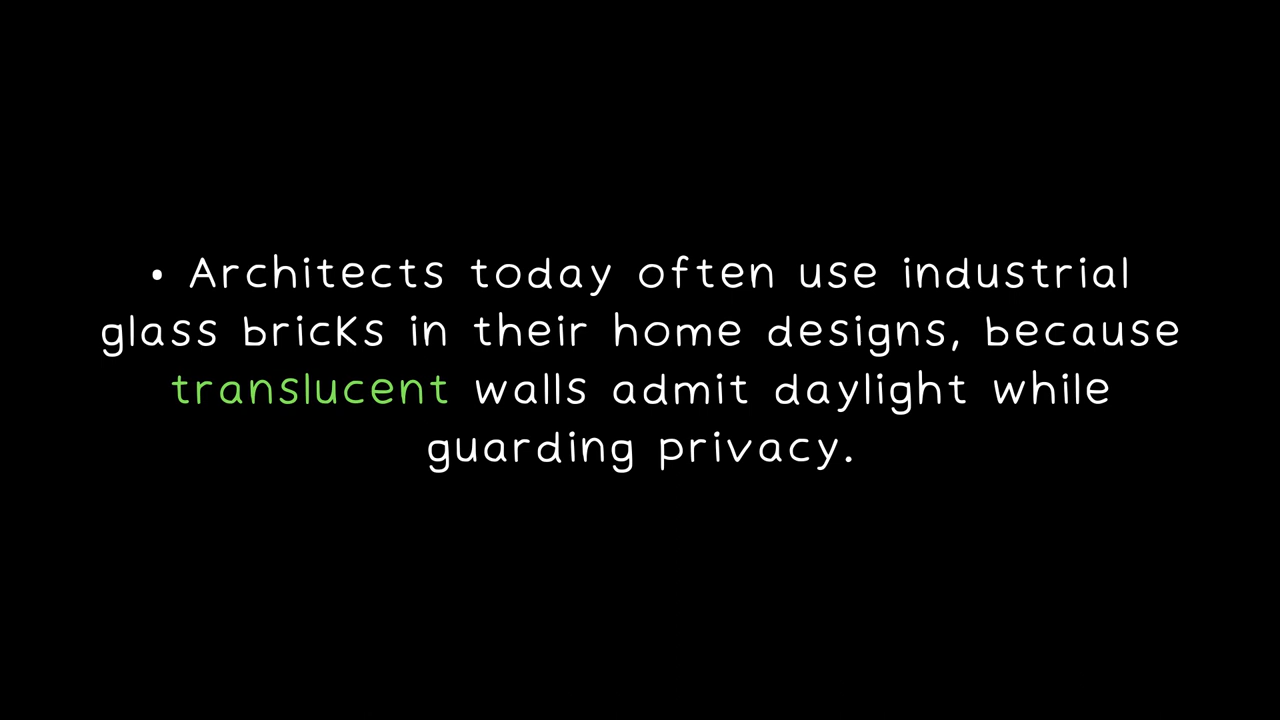 • Architects today often use industrial
glass bricks in their home designs, because
translucent walls admit daylight while
guarding privacy.